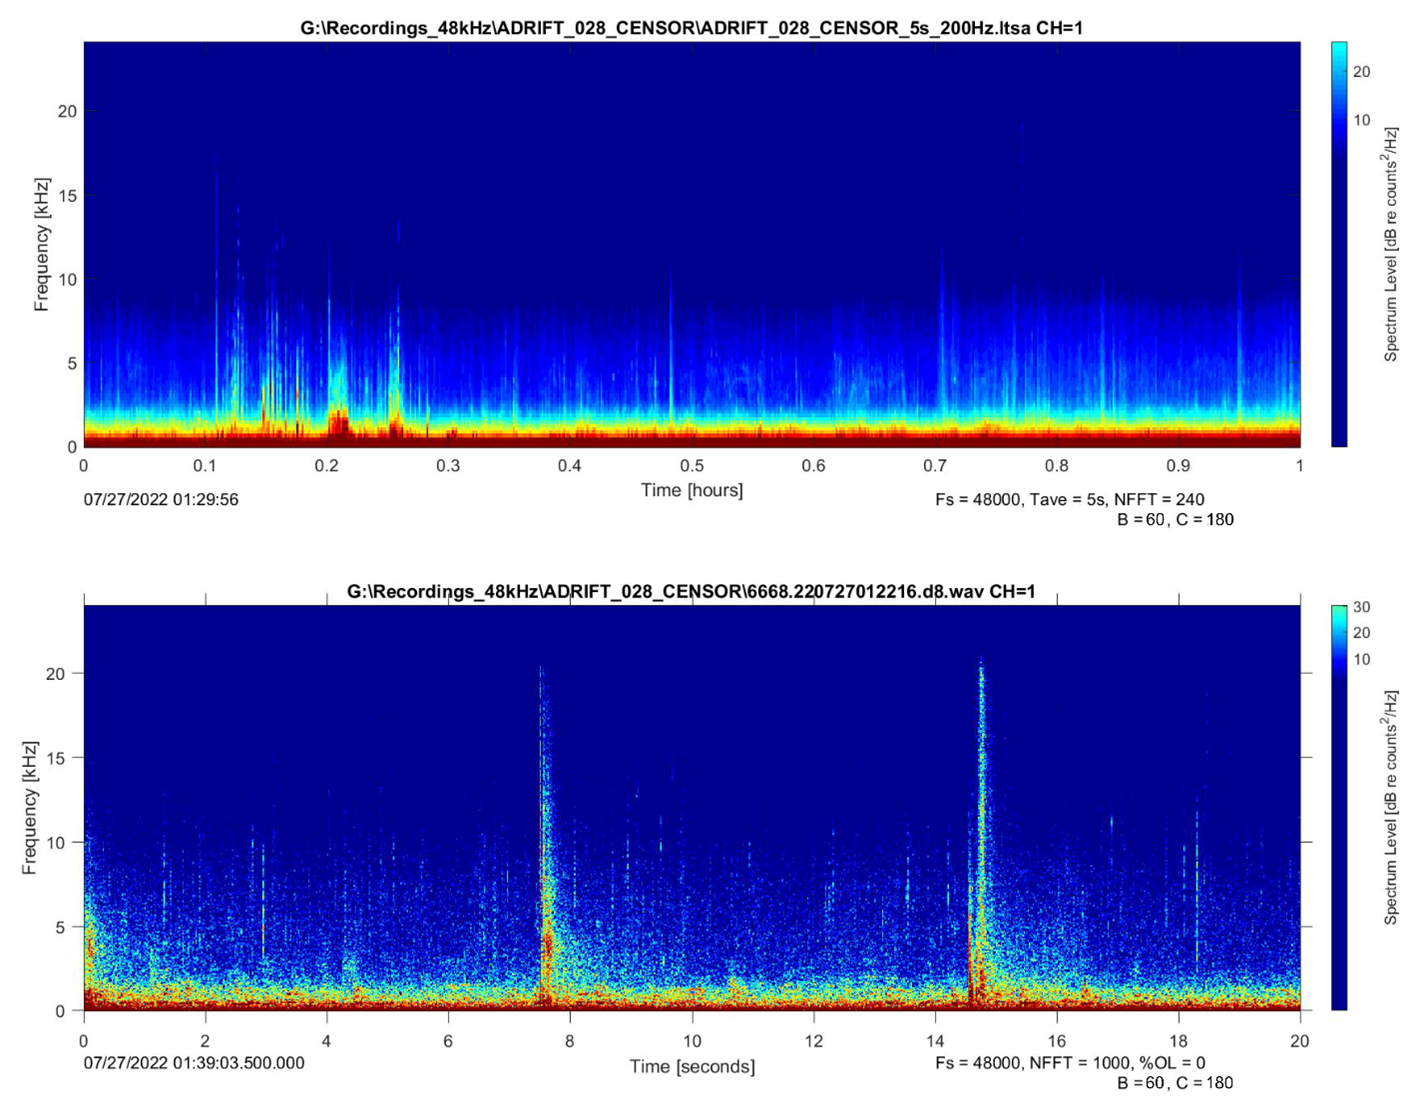 G:\Recordings_48kHz\ADRIFT_028_CENSOR\ADRIFT_028_CENSOR_5s_200Hz.ltsa CH=1
20
15
10
5
0
Frequency [kHz]
0 0.1 0.2 0.3 0.4 0.5 0.6 0.7 0.8 0.9 1
Time [hours]
07/27/2022 01:29:56
Fs = 48000, Tave = 5s, NFFT = 240
B = 60, C = 180
20
10
Spectrum Level [dB re counts²/Hz]
G:\Recordings_48kHz\ADRIFT_028_CENSOR\6668.220727012216.d8.wav CH=1
20
15
10
5
0
Frequency [kHz]
0 2 4 6 8 10 12 14 16 18 20
Time [seconds]
07/27/2022 01:39:03.500.000
Fs = 48000, NFFT = 1000, %OL = 0
B = 60, C = 180
30
20
10
Spectrum Level [dB re counts²/Hz]